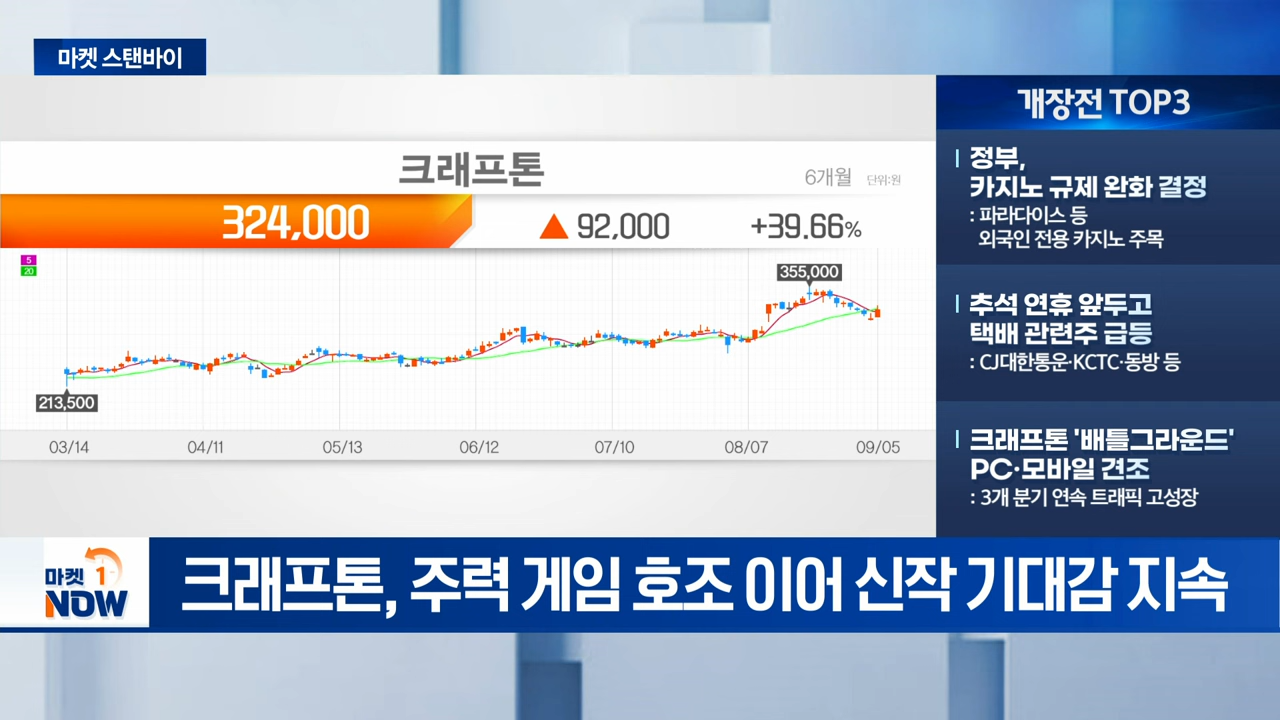 마켓 스탠바이
크래프톤
6개월 단위:원
324,000 ▲ 92,000 +39.66%
5
20
355,000
213,500
03/14 04/11 05/13 06/12 07/10 08/07 09/05
개장전 TOP3
정부,
카지노 규제 완화 결정
: 파라다이스 등
외국인 전용 카지노 주목
추석 연휴 앞두고
택배 관련주 급등
: CJ대한통운·KCTC·동방 등
크래프톤 '배틀그라운드'
PC·모바일 견조
: 3개 분기 연속 트래픽 고성장
마켓 1
NOW
크래프톤, 주력 게임 호조 이어 신작 기대감 지속